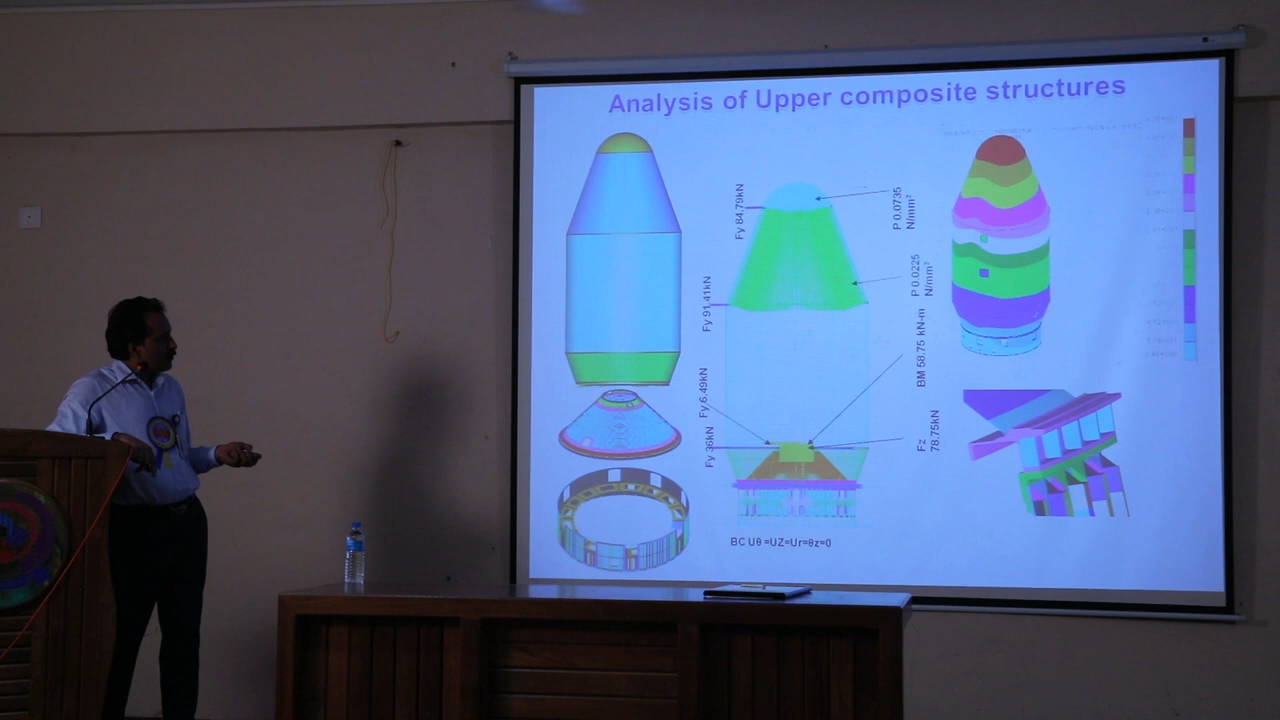 Analysis of Upper composite structures
Fy 84.79kN
P 0.0735
N/mm²
Fy 91.41kN
P 0.0225
N/mm²
BM 58.75 kN-m
Fy 6.49kN
Fy 36kN
Fz
78.75kN
BC Uθ =UZ=Ur=θz=0